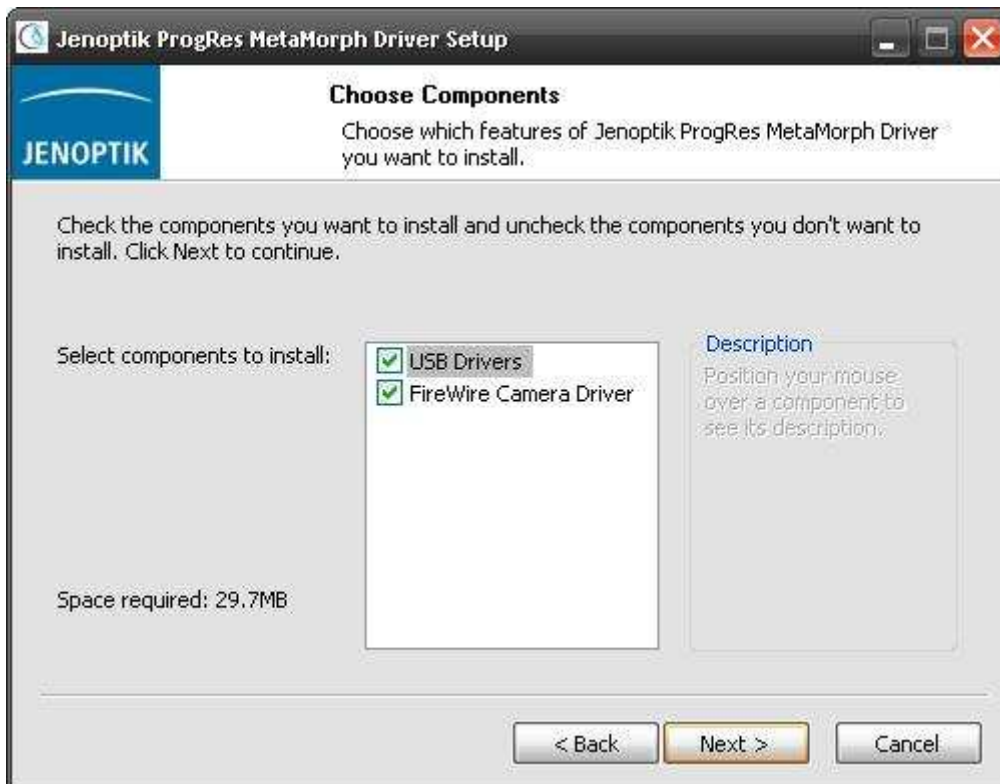 Jenoptik ProgRes MetaMorph Driver Setup
JENOPTIK
Choose Components
Choose which features of Jenoptik ProgRes MetaMorph Driver
you want to install.
Check the components you want to install and uncheck the components you don't want to
install. Click Next to continue.
Select components to install:
USB Drivers
FireWire Camera Driver
Description
Position your mouse
over a component to
see its description.
Space required: 29.7MB
< Back
Next >
Cancel